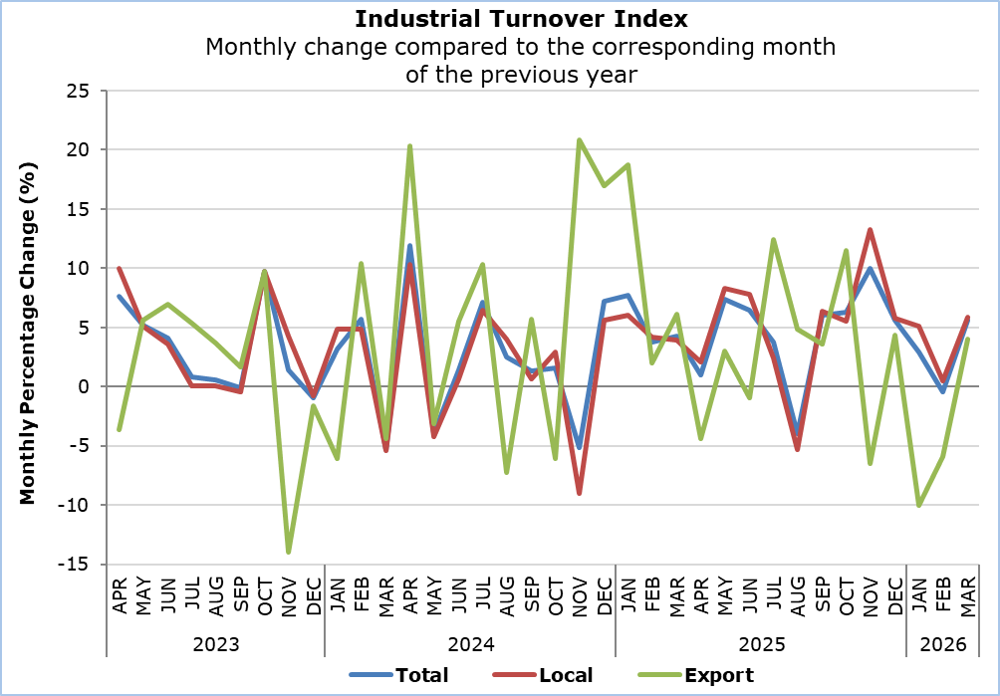 Industrial Turnover Index
Monthly change compared to the corresponding month
of the previous year
Monthly Percentage Change (%)
25
20
15
10
5
0
-5
-10
-15
APR MAY JUN JUL AUG SEP OCT NOV DEC JAN FEB MAR APR MAY JUN JUL AUG SEP OCT NOV DEC JAN FEB MAR APR MAY JUN JUL AUG SEP OCT NOV DEC JAN FEB MAR
2023 2024 2025 2026
Total Local Export